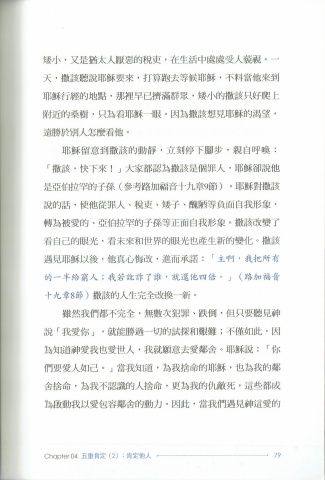 矮小，又是猶太人厭惡的稅吏，在生活中處處受人藐視。一
天，撒該聽說耶穌要來，打算跑去等候耶穌，不料當他來到
耶穌行經的地點，那裡早已擠滿群眾，矮小的撒該只好爬上
附近的桑樹，只為看耶穌一眼。因為撒該想見耶穌的渴望，
遠勝於別人怎麼看他。
耶穌留意到撒該的動靜，立刻停下腳步，親自呼喚：
「撒該，快下來！」大家都認為撒該是個罪人，耶穌卻說他
是亞伯拉罕的子孫（參考路加福音十九章9節）。耶穌對撒該
說的話，使他從罪人、稅吏、矮子、醜陋等負面自我形象，
轉為被愛的、亞伯拉罕的子孫等正面自我形象。撒該改變了
看自己的眼光，看未來和世界的眼光也產生新的變化。撒該
遇見耶穌以後，他真心悔改，進而承諾：「主啊，我把所有
的一半給窮人；我若訛詐了誰，就還他四倍。」（路加福音
十九章8節）撒該的人生完全改換一新。
雖然我們都不完全，無數次犯罪、跌倒，但只要聽見神
說「我愛你」，就能勝過一切的試探和艱難；不僅如此，因
為知道神愛我也愛世人，我就願意去愛鄰舍。耶穌說：「你
們要愛人如己。」當我知道，為我捨命的耶穌，也為我的鄰
舍捨命，為我不認識的人捨命，更為我的仇敵死，這些都成
為啟動我以愛包容鄰舍的動力。因此，當我們遇見神這愛的
Chapter 04 五重肯定（2）：肯定他人 79